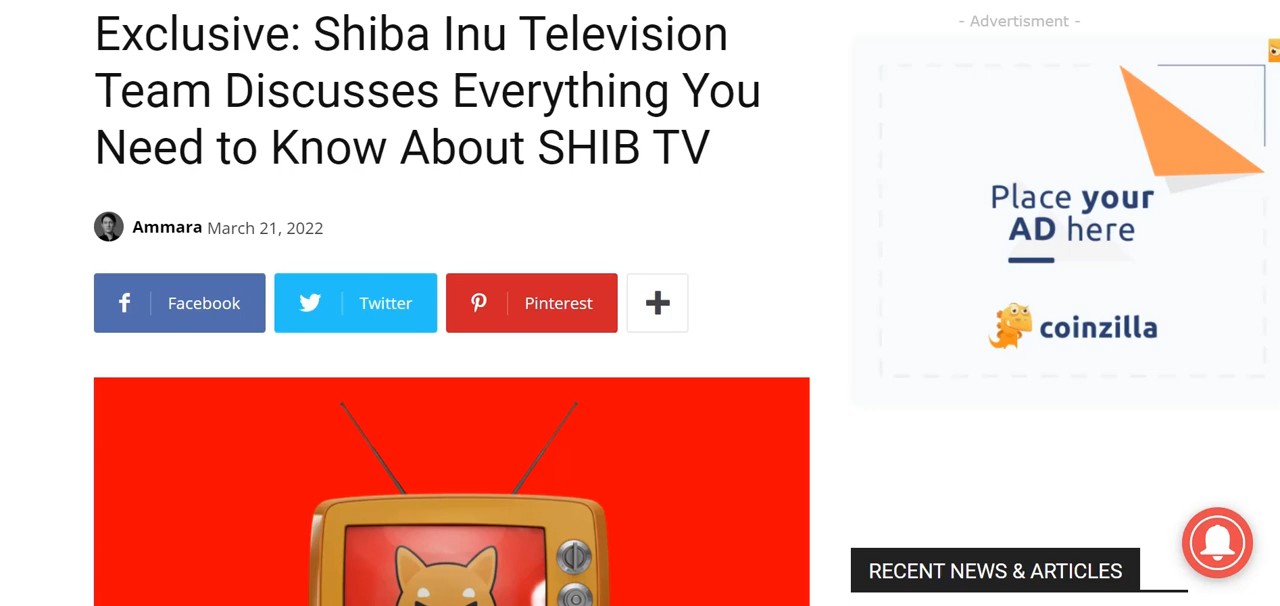 Exclusive: Shiba Inu Television
Team Discusses Everything You
Need to Know About SHIB TV
Ammara March 21, 2022
Facebook
Twitter
Pinterest
- Advertisment -
Place your
AD here
coinzilla
RECENT NEWS & ARTICLES